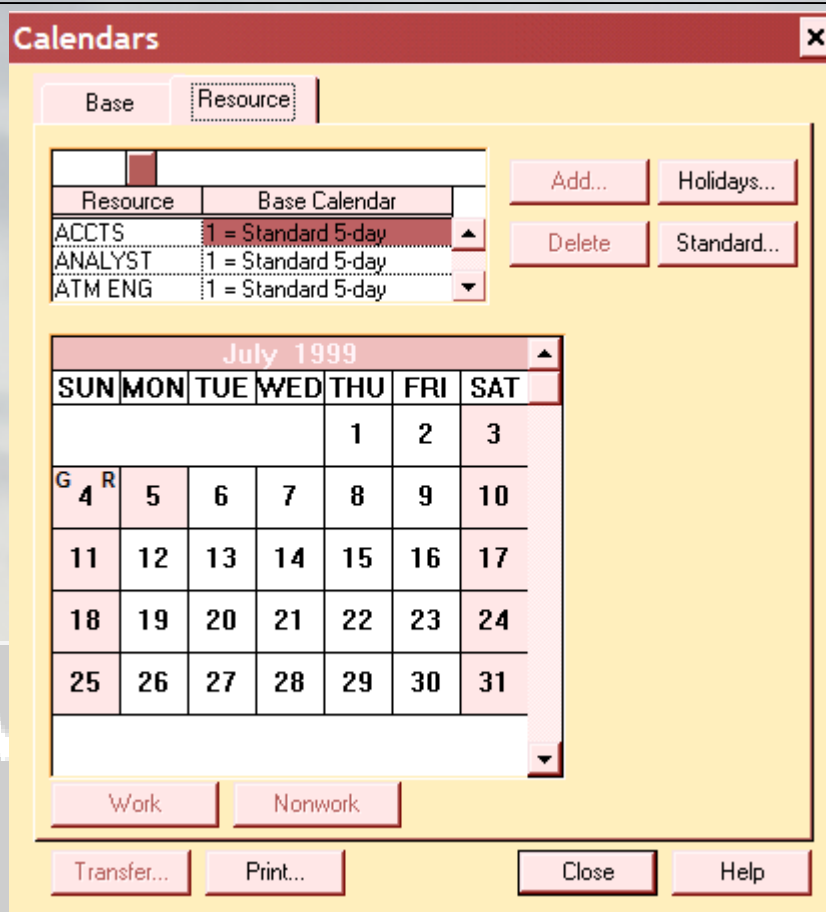 Calendars
Base Resource
Add... Holidays...
Resource Base Calendar
ACCTS 1 = Standard 5-day
Delete Standard...
ANALYST 1 = Standard 5-day
ATM ENG 1 = Standard 5-day
July 1999
SUN MON TUE WED THU FRI SAT
1 2 3
G 4 R 5 6 7 8 9 10
11 12 13 14 15 16 17
18 19 20 21 22 23 24
25 26 27 28 29 30 31
Work Nonwork
Transfer... Print... Close Help